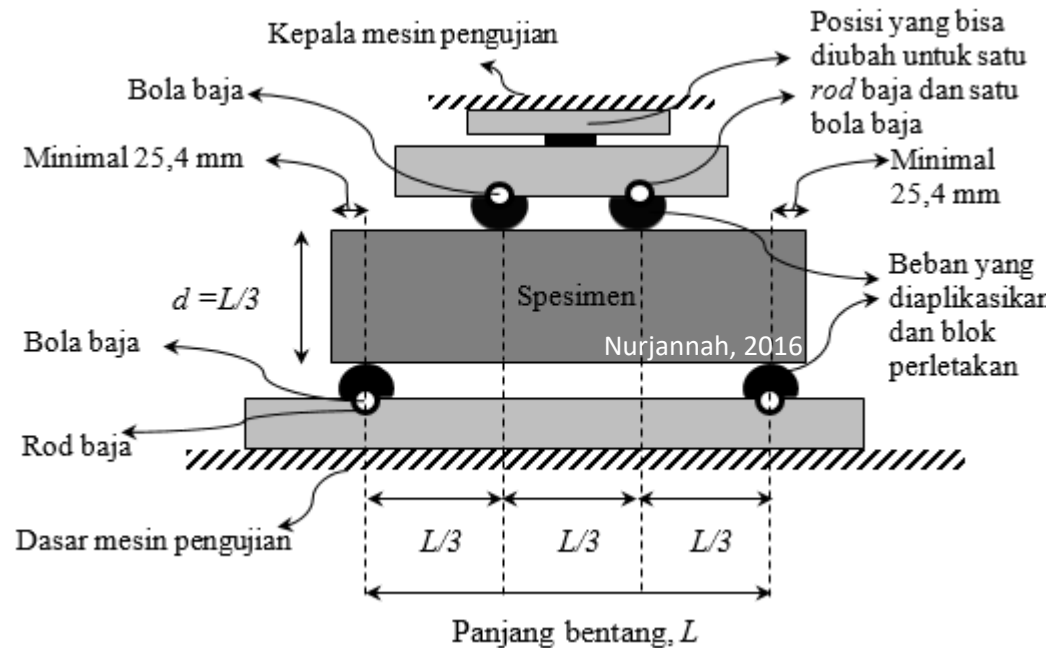 Kepala mesin pengujian
Posisi yang bisa
diubah untuk satu
rod baja dan satu
bola baja
Bola baja
Minimal 25,4 mm
Minimal
25,4 mm
d =L/3
Spesimen
Nurjannah, 2016
Beban yang
diaplikasikan
dan blok
perletakan
Bola baja
Rod baja
Dasar mesin pengujian
L/3
L/3
L/3
Panjang bentang, L